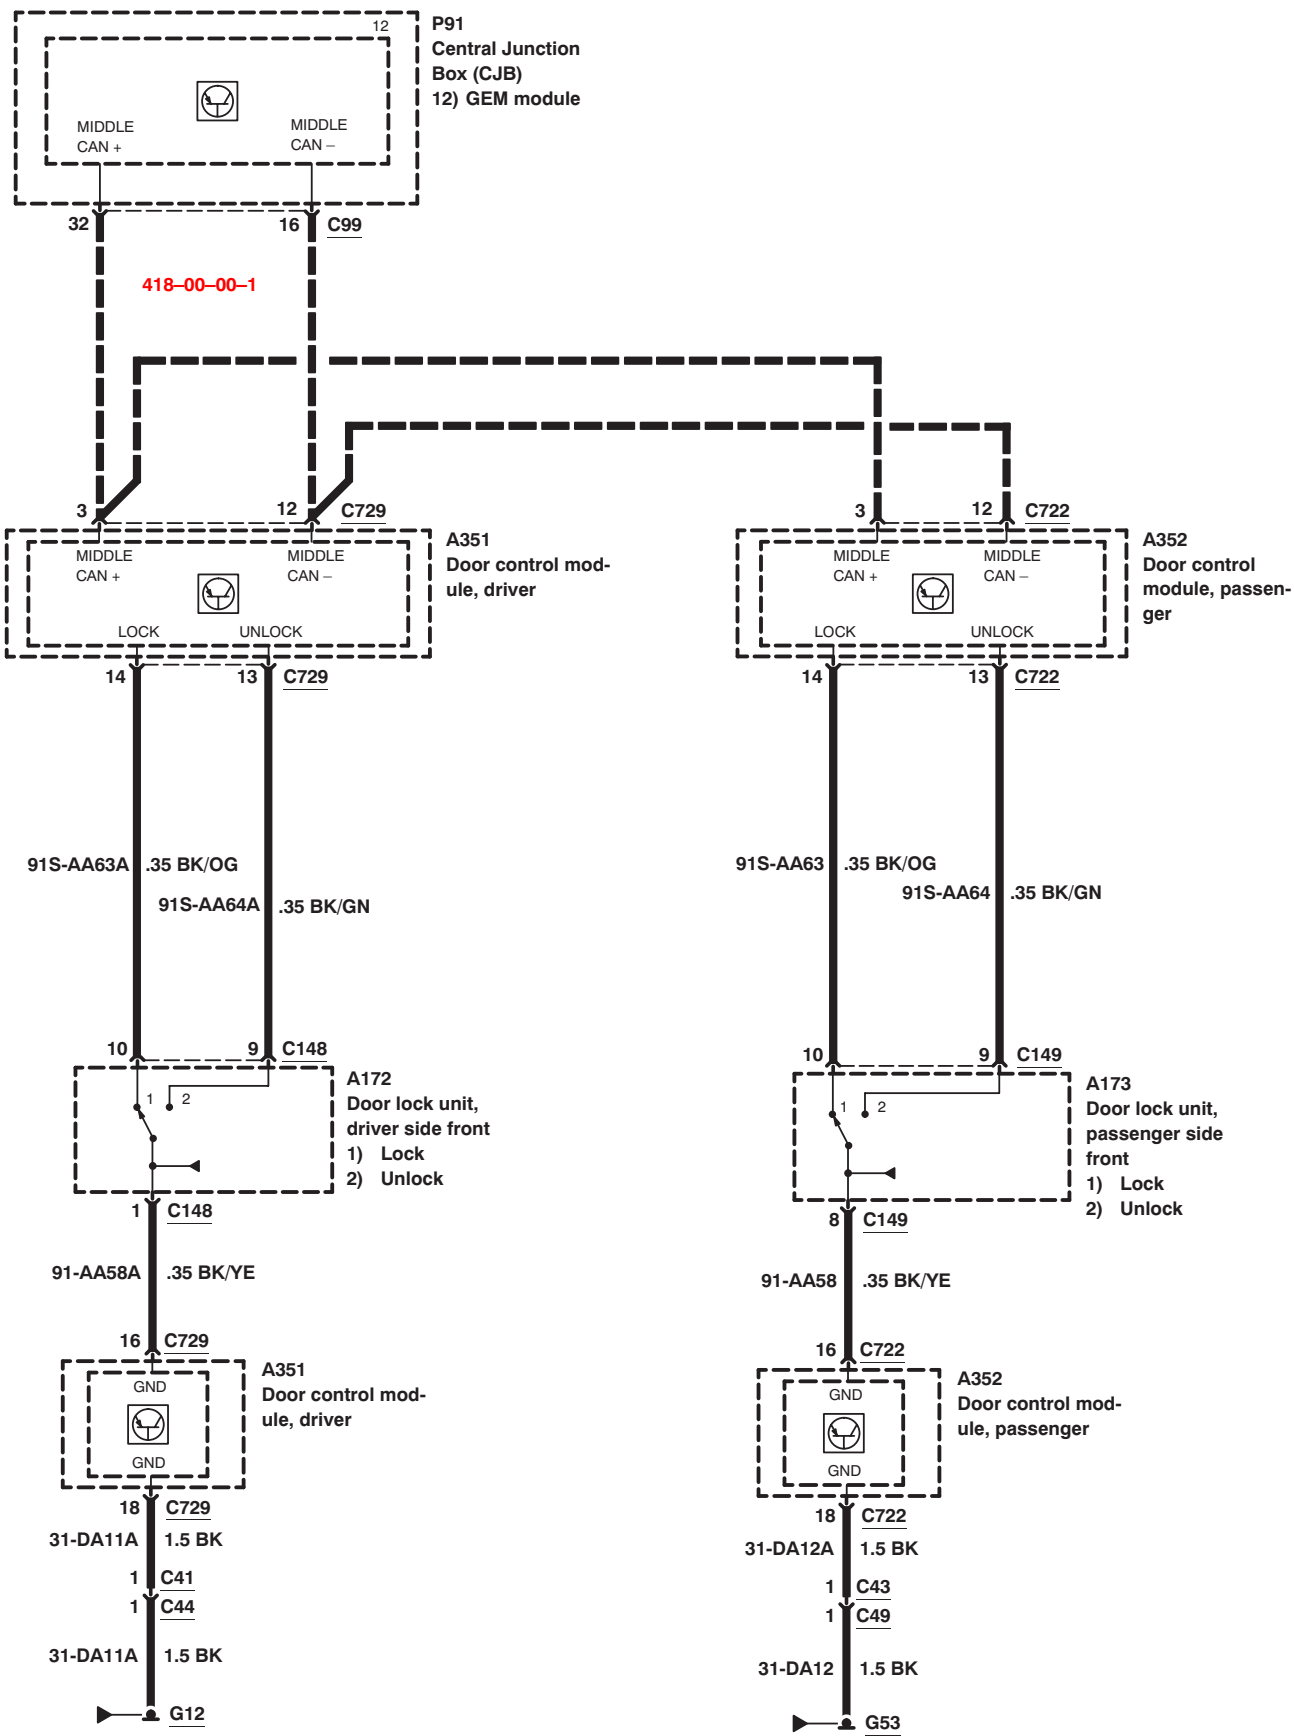 12
P91
Central Junction
Box (CJB)
12) GEM module
MIDDLE
CAN +
MIDDLE
CAN –
32
16
C99
418–00–00–1
3
12
C729
A351
Door control mod-
ule, driver
MIDDLE
CAN +
MIDDLE
CAN –
LOCK
UNLOCK
14
13
C729
3
12
C722
A352
Door control
module, passen-
ger
MIDDLE
CAN +
MIDDLE
CAN –
LOCK
UNLOCK
14
13
C722
91S-AA63A
.35 BK/OG
91S-AA64A
.35 BK/GN
91S-AA63
.35 BK/OG
91S-AA64
.35 BK/GN
10
9
C148
A172
Door lock unit,
driver side front
1) Lock
2) Unlock
1
2
1
C148
10
9
C149
A173
Door lock unit,
passenger side
front
1) Lock
2) Unlock
1
2
8
C149
91-AA58A
.35 BK/YE
91-AA58
.35 BK/YE
16
C729
A351
Door control mod-
ule, driver
GND
GND
18
C729
16
C722
A352
Door control mod-
ule, passenger
GND
GND
18
C722
31-DA11A
1.5 BK
1
C41
1
C44
31-DA11A
1.5 BK
G12
31-DA12A
1.5 BK
1
C43
1
C49
31-DA12
1.5 BK
G53